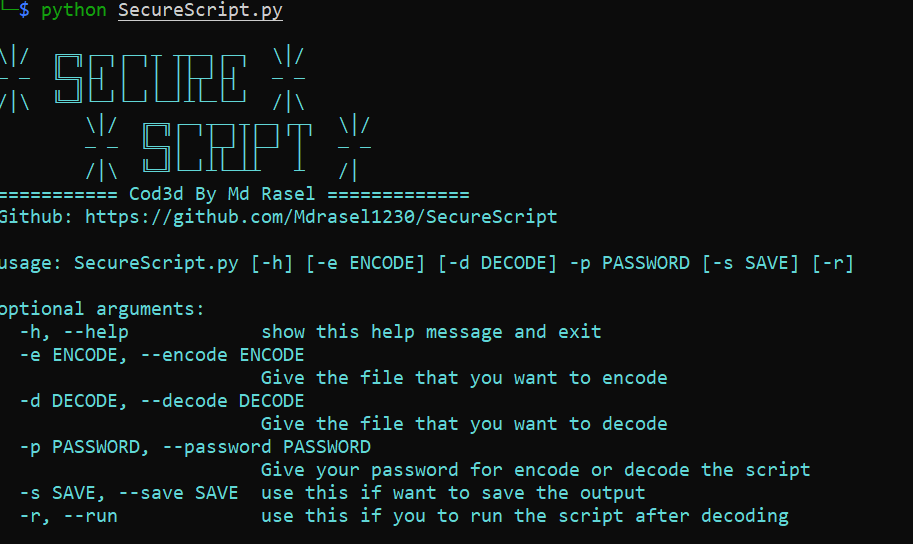 └─$ python SecureScript.py
SECURE
SCRIPT
=========== Cod3d By Md Rasel =============
Github: https://github.com/Mdrasel1230/SecureScript
usage: SecureScript.py [-h] [-e ENCODE] [-d DECODE] -p PASSWORD [-s SAVE] [-r]
optional arguments:
-h, --help show this help message and exit
-e ENCODE, --encode ENCODE
Give the file that you want to encode
-d DECODE, --decode DECODE
Give the file that you want to decode
-p PASSWORD, --password PASSWORD
Give your password for encode or decode the script
-s SAVE, --save SAVE use this if want to save the output
-r, --run use this if you to run the script after decoding